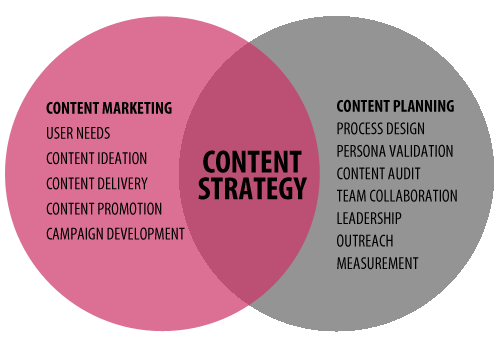 CONTENT MARKETING
USER NEEDS
CONTENT IDEATION
CONTENT DELIVERY
CONTENT PROMOTION
CAMPAIGN DEVELOPMENT
CONTENT
STRATEGY
CONTENT PLANNING
PROCESS DESIGN
PERSONA VALIDATION
CONTENT AUDIT
TEAM COLLABORATION
LEADERSHIP
OUTREACH
MEASUREMENT